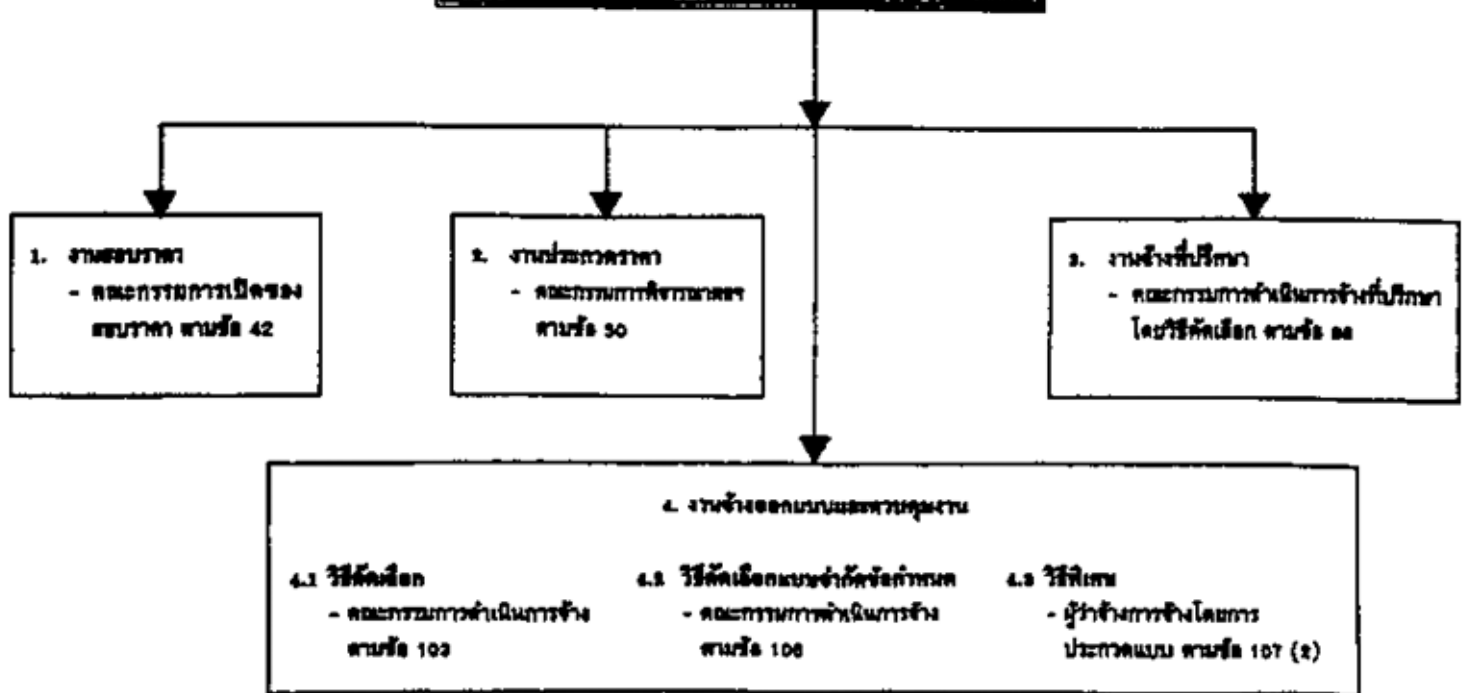 1. งานสอบราคา
- คณะกรรมการเปิดซอง
สอบราคา ตามข้อ 42
2. งานประกวดราคา
- คณะกรรมการพิจารณาผลฯ
ตามข้อ 50
3. งานจ้างที่ปรึกษา
- คณะกรรมการดำเนินการจ้างที่ปรึกษา
โดยวิธีคัดเลือก ตามข้อ
4. งานจ้างออกแบบและควบคุมงาน
4.1 วิธีคัดเลือก
- คณะกรรมการดำเนินการจ้าง
ตามข้อ 103
4.2 วิธีคัดเลือกแบบจำกัดข้อกำหนด
- คณะกรรมการดำเนินการจ้าง
ตามข้อ 106
4.3 วิธีพิเศษ
- ผู้ว่าจ้างการจ้างโดยการ
ประกวดแบบ ตามข้อ 107 (2)